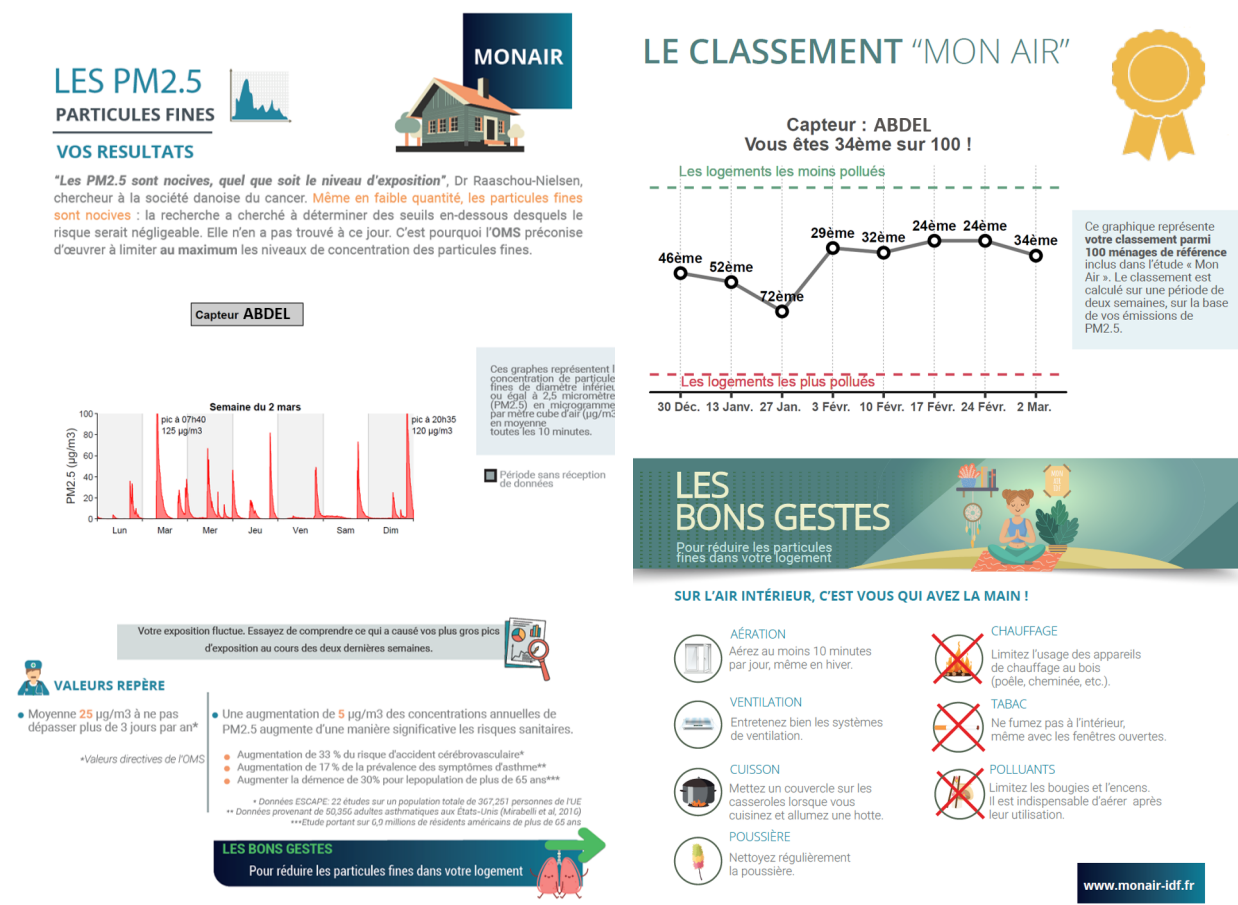 MONAIR
LES PM2.5
PARTICULES FINES
VOS RESULTATS
"Les PM2.5 sont nocives, quel que soit le niveau d'exposition", Dr Raaschou-Nielsen,
chercheur à la société danoise du cancer. Même en faible quantité, les particules fines
sont nocives : la recherche a cherché à déterminer des seuils en-dessous desquels le
risque serait négligeable. Elle n'en a pas trouvé à ce jour. C'est pourquoi l'OMS préconise
d'œuvrer à limiter au maximum les niveaux de concentration des particules fines.
Capteur ABDEL
Ces graphes représentent l
concentration de particule
fines de diamètre inférieu
ou égal à 2,5 micromètre
(PM2.5) en microgramme
par mètre cube d'air (µg/m3
en moyenne
toutes les 10 minutes.
Période sans réception
de données
Semaine du 2 mars
PM2.5 (µg/m3)
100
80
60
40
20
0
pic à 07h40
125 µg/m3
pic à 20h35
120 µg/m3
Lun Mar Mer Jeu Ven Sam Dim
Votre exposition fluctue. Essayez de comprendre ce qui a causé vos plus gros pics
d'exposition au cours des deux dernières semaines.
VALEURS REPÈRE
Moyenne 25 µg/m3 à ne pas
dépasser plus de 3 jours par an*
*Valeurs directives de l'OMS
Une augmentation de 5 µg/m3 des concentrations annuelles de
PM2.5 augmente d'une manière significative les risques sanitaires.
Augmentation de 33 % du risque d'accident cérébrovasculaire*
Augmentation de 17 % de la prévalence des symptômes d'asthme**
Augmenter la démence de 30% pour lepopulation de plus de 65 ans***
* Données ESCAPE: 22 études sur un population totale de 367,251 personnes de l'UE
** Données provenant de 50,356 adultes asthmatiques aux États-Unis (Mirabelli et al, 2016)
***Etude portant sur 6,9 millions de résidents américains de plus de 65 ans
LES BONS GESTES
Pour réduire les particules fines dans votre logement
LE CLASSEMENT "MON AIR"
Capteur : ABDEL
Vous êtes 34ème sur 100 !
Les logements les moins pollués
46ème
52ème
72ème
29ème
32ème
24ème
24ème
34ème
Les logements les plus pollués
30 Déc. 13 Janv. 27 Jan. 3 Févr. 10 Févr. 17 Févr. 24 Févr. 2 Mar.
Ce graphique représente
votre classement parmi
100 ménages de référence
inclus dans l'étude « Mon
Air ». Le classement est
calculé sur une période de
deux semaines, sur la base
de vos émissions de
PM2.5.
LES
BONS GESTES
Pour réduire les particules
fines dans votre logement
SUR L'AIR INTÉRIEUR, C'EST VOUS QUI AVEZ LA MAIN !
AÉRATION
Aérez au moins 10 minutes
par jour, même en hiver.
VENTILATION
Entretenez bien les systèmes
de ventilation.
CUISSON
Mettez un couvercle sur les
casseroles lorsque vous
cuisinez et allumez une hotte.
POUSSIÈRE
Nettoyez régulièrement
la poussière.
CHAUFFAGE
Limitez l'usage des appareils
de chauffage au bois
(poêle, cheminée, etc.).
TABAC
Ne fumez pas à l'intérieur,
même avec les fenêtres ouvertes.
POLLUANTS
Limitez les bougies et l'encens.
Il est indispensable d'aérer après
leur utilisation.
www.monair-idf.fr